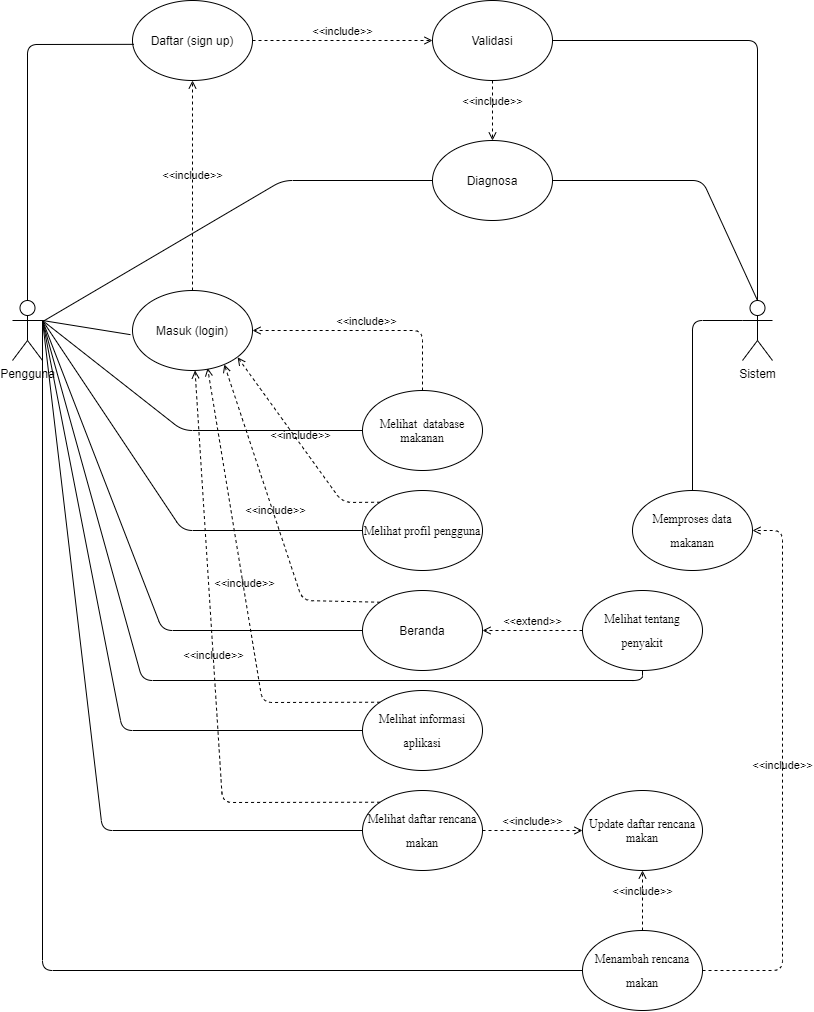 <<include>>
Daftar (sign up)
Validasi
<<include>>
<<include>>
Diagnosa
<<include>>
Masuk (login)
Pengguna
Sistem
Melihat database
makanan
<<include>>
Melihat profil pengguna
<<include>>
Memproses data
makanan
<<include>>
Beranda
<<extend>>
Melihat tentang
penyakit
<<include>>
Melihat informasi
aplikasi
<<include>>
Melihat daftar rencana
makan
<<include>>
Update daftar rencana
makan
<<include>>
<<include>>
Menambah rencana
makan